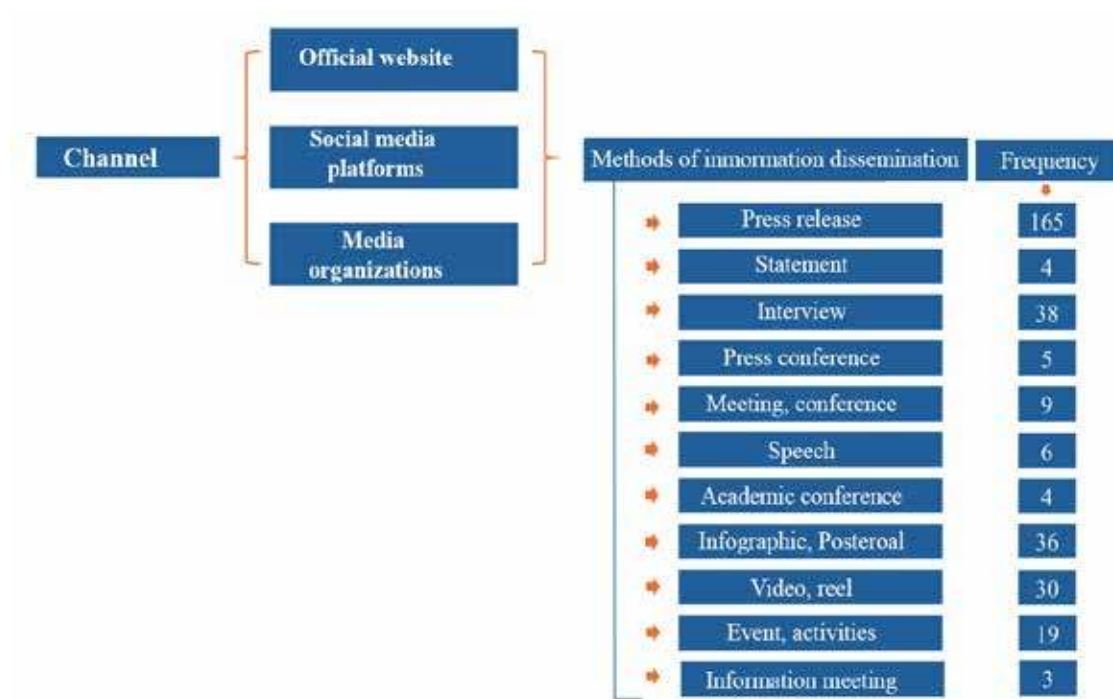 Official website
Channel
Social media
platforms
Media
organizations
Methods of inmormation dissemination
Frequency
Press release
165
Statement
4
Interview
38
Press conference
5
Meeting, conference
9
Speech
6
Academic conference
4
Infographic, Posteroal
36
Video, reel
30
Event, activities
19
Information meeting
3